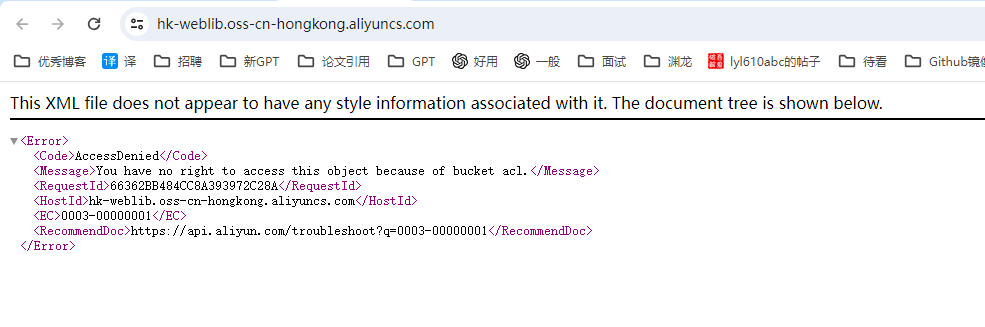 hk-weblib.oss-cn-hongkong.aliyuncs.com
优秀博客 译 译 招聘 新GPT 论文引用 GPT 好用 一般 面试 渊龙 lyl610abc的帖子 待看 Github镜像
This XML file does not appear to have any style information associated with it. The document tree is shown below.
▼<Error>
<Code>AccessDenied</Code>
<Message>You have no right to access this object because of bucket acl.</Message>
<RequestId>66362BB484CC8A393972C28A</RequestId>
<HostId>hk-weblib.oss-cn-hongkong.aliyuncs.com</HostId>
<EC>0003-00000001</EC>
<RecommendDoc>https://api.aliyun.com/troubleshoot?q=0003-00000001</RecommendDoc>
</Error>